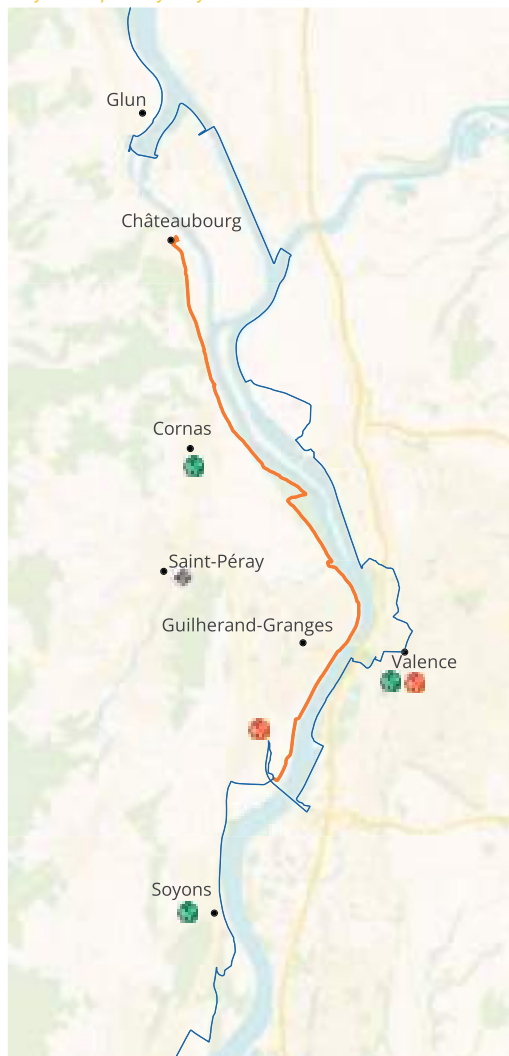 Glun
Châteaubourg
Cornas
Saint-Péray
Guilherand-Granges
Valence
Soyons